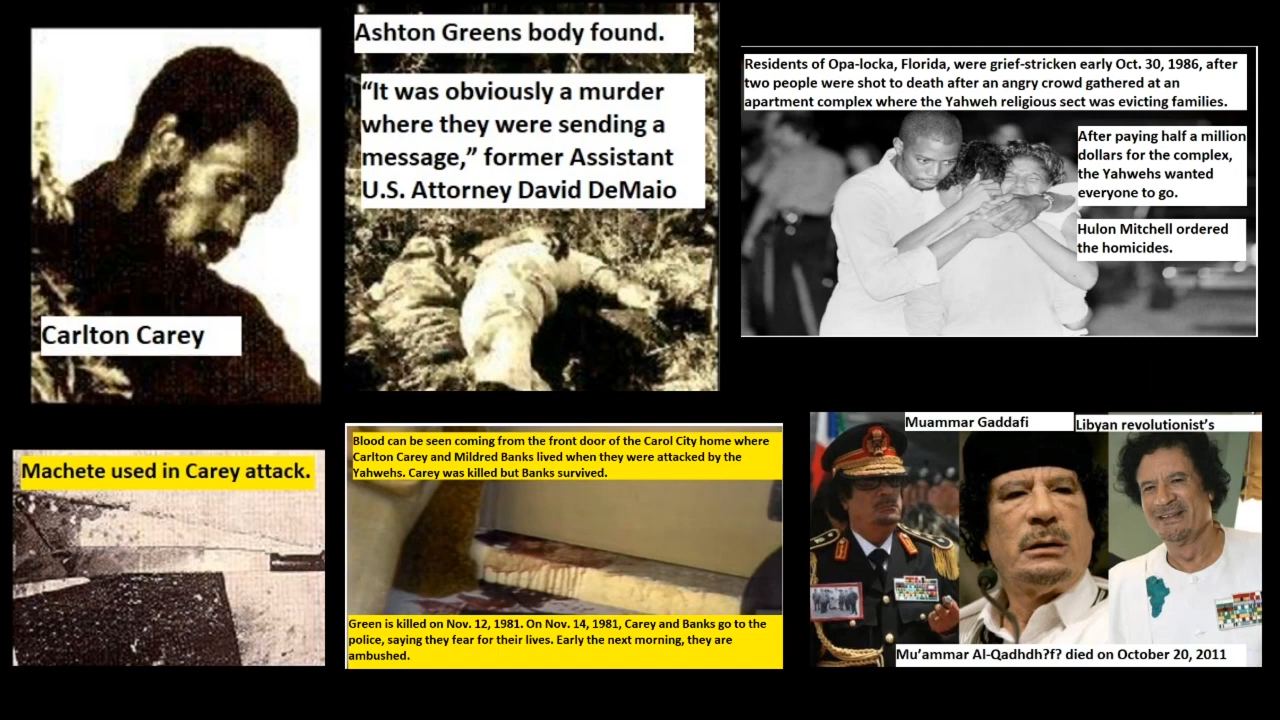 Carlton Carey
Ashton Greens body found.
“It was obviously a murder
where they were sending a
message,” former Assistant
U.S. Attorney David DeMaio
Residents of Opa-locka, Florida, were grief-stricken early Oct. 30, 1986, after
two people were shot to death after an angry crowd gathered at an
apartment complex where the Yahweh religious sect was evicting families.
After paying half a million
dollars for the complex,
the Yahwehs wanted
everyone to go.
Hulon Mitchell ordered
the homicides.
Machete used in Carey attack.
Blood can be seen coming from the front door of the Carol City home where
Carlton Carey and Mildred Banks lived when they were attacked by the
Yahwehs. Carey was killed but Banks survived.
Green is killed on Nov. 12, 1981. On Nov. 14, 1981, Carey and Banks go to the
police, saying they fear for their lives. Early the next morning, they are
ambushed.
Muammar Gaddafi
Libyan revolutionist’s
Mu’ammar Al-Qadhdh?f? died on October 20, 2011